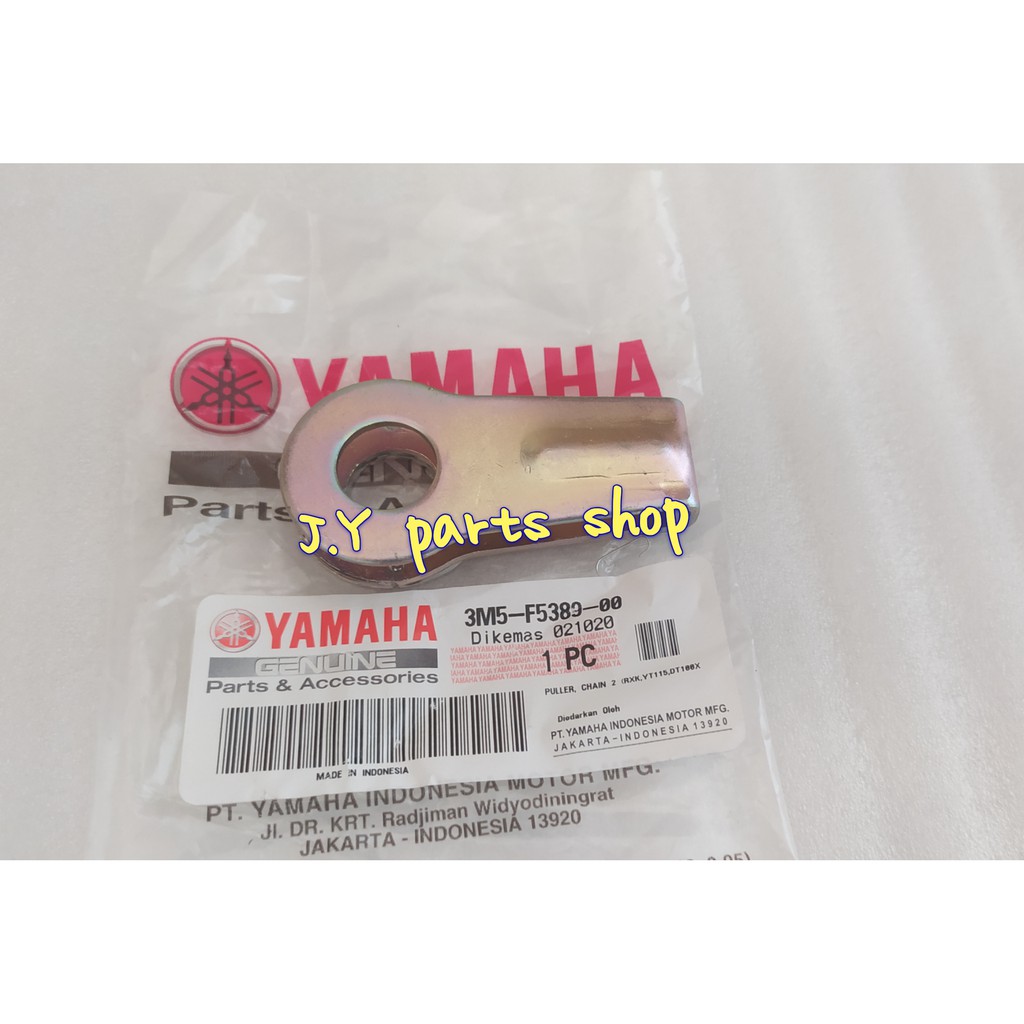 YAMAHA
Parts & A
J.Y parts shop
YAMAHA
GENUINE
Parts & Accessories
3M5-F5389-00
Dikemas 021020
1 PC
PULLER, CHAIN 2 (RXK,YT115,DT100X
Diedarkan Oleh
PT. YAMAHA INDONESIA MOTOR MFG.
JAKARTA-INDONESIA 13920
MADE IN INDONESIA
PT. YAMAHA INDONESIA MOTOR MFG.
Jl. DR. KRT. Radjiman Widyodiningrat
JAKARTA - INDONESIA 13920